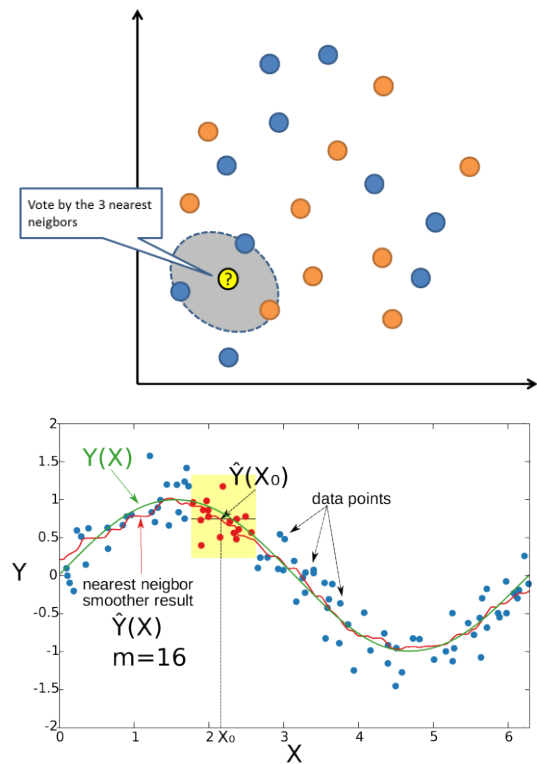 Vote by the 3 nearest
neigbors
?
2
1.5
1
0.5
0
-0.5
-1
-1.5
-2
Y
Y(X)
Ŷ(X₀)
data points
nearest neigbor
smoother result
Ŷ(X)
m=16
0 1 2 X₀ 3 4 5 6
X